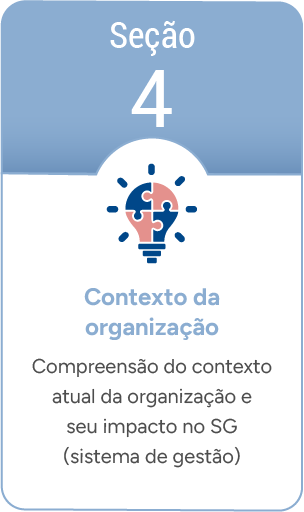 Seção
4
Contexto da
organização
Compreensão do contexto
atual da organização e
seu impacto no SG
(sistema de gestão)